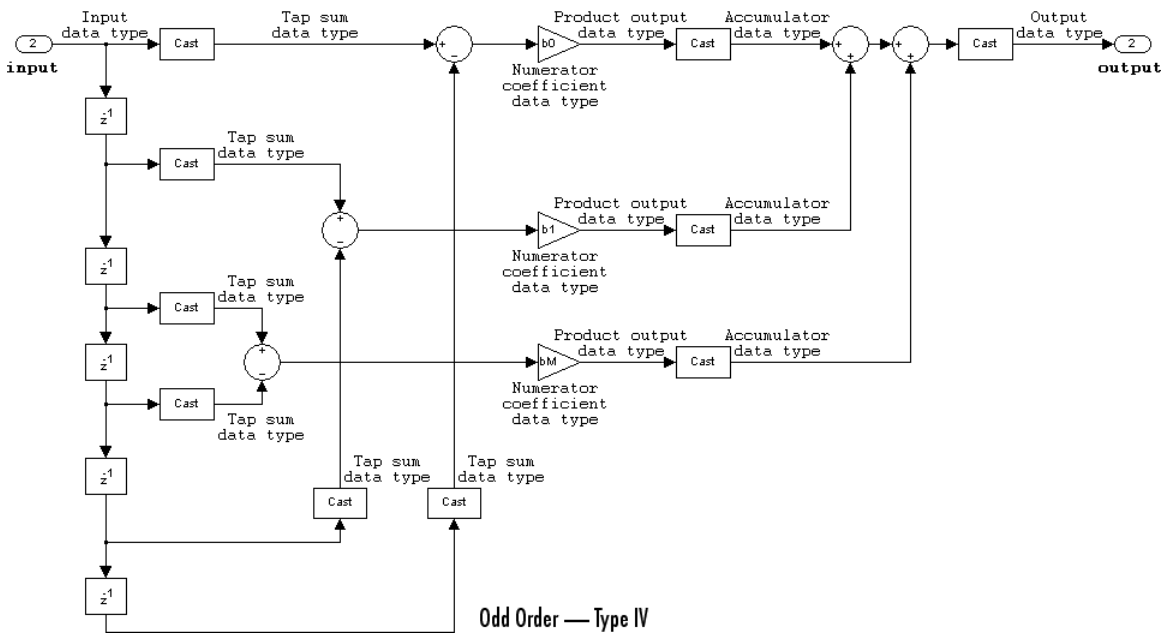 Input
data type
2
input
Cast
Tap sum
data type
+
−
b0
Numerator
coefficient
data type
Product output
data type
Cast
Accumulator
data type
+
+
+
+
Cast
Output
data type
2
output
z-1
Cast
Tap sum
data type
+
−
b1
Numerator
coefficient
data type
Product output
data type
Cast
Accumulator
data type
z-1
Cast
Tap sum
data type
+
−
bM
Numerator
coefficient
data type
Product output
data type
Cast
Accumulator
data type
z-1
Cast
Tap sum
data type
z-1
Tap sum
data type
Cast
Tap sum
data type
Cast
z-1
Odd Order — Type IV